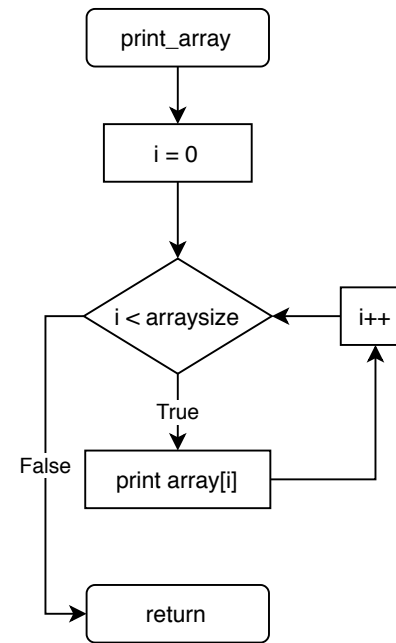 print_array
i = 0
i < arraysize
i++
True
False
print array[i]
return